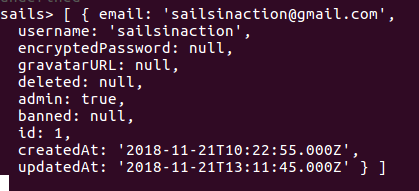 sails> [ { email: 'sailsinaction@gmail.com',
username: 'sailsinaction',
encryptedPassword: null,
gravatarURL: null,
deleted: null,
admin: true,
banned: null,
id: 1,
createdAt: '2018-11-21T10:22:55.000Z',
updatedAt: '2018-11-21T13:11:45.000Z' } ]